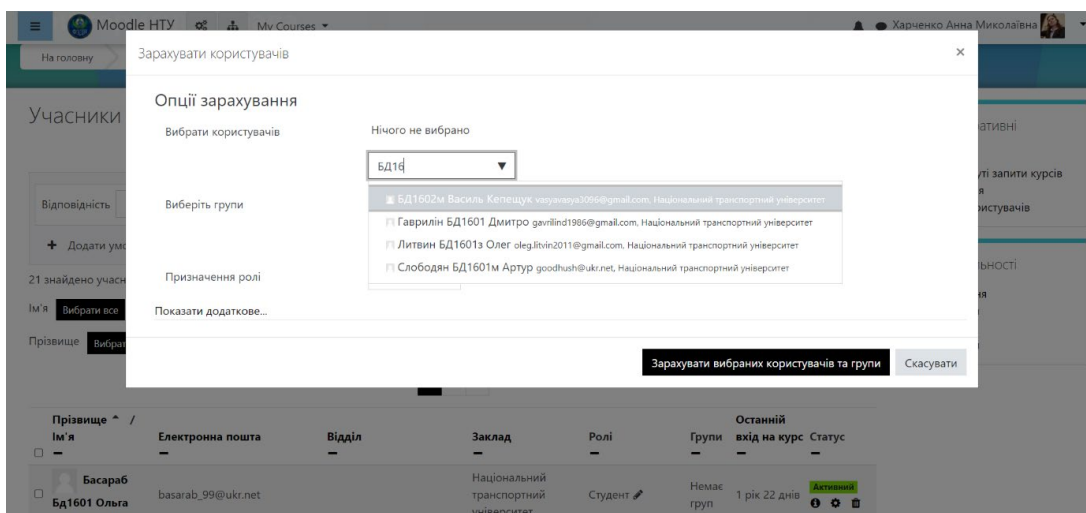 Moodle НТУ My Courses Харченко Анна Миколаївна
На головну
Зарахувати користувачів ×
Учасники
Опції зарахування
Вибрати користувачів
Нічого не вибрано
БД16
Виберіть групи
БД1602м Василь Кепещук vasyavasya3096@gmail.com, Національний транспортний університет
Гаврилін БД1601 Дмитро gavrilind1986@gmail.com, Національний транспортний університет
Литвин БД1601з Олег oleg.litvin2011@gmail.com, Національний транспортний університет
Слободян БД1601м Артур goodhush@ukr.net, Національний транспортний університет
Призначення ролі
Показати додаткове...
Зарахувати вибраних користувачів та групи Скасувати
Відповідність
+ Додати умо
21 знайдено учасн
Ім'я Вибрати все
Прізвище Вибрат
ативні
ті запити курсів
я
ристувачів
ьності
ня
Прізвище / Ім'я Електронна пошта Відділ Заклад Ролі Групи Останній вхід на курс Статус
Басараб
Бд1601 Ольга
basarab_99@ukr.net
Національний
транспортний
університет
Студент
Немає
груп
1 рік 22 днів
Активний